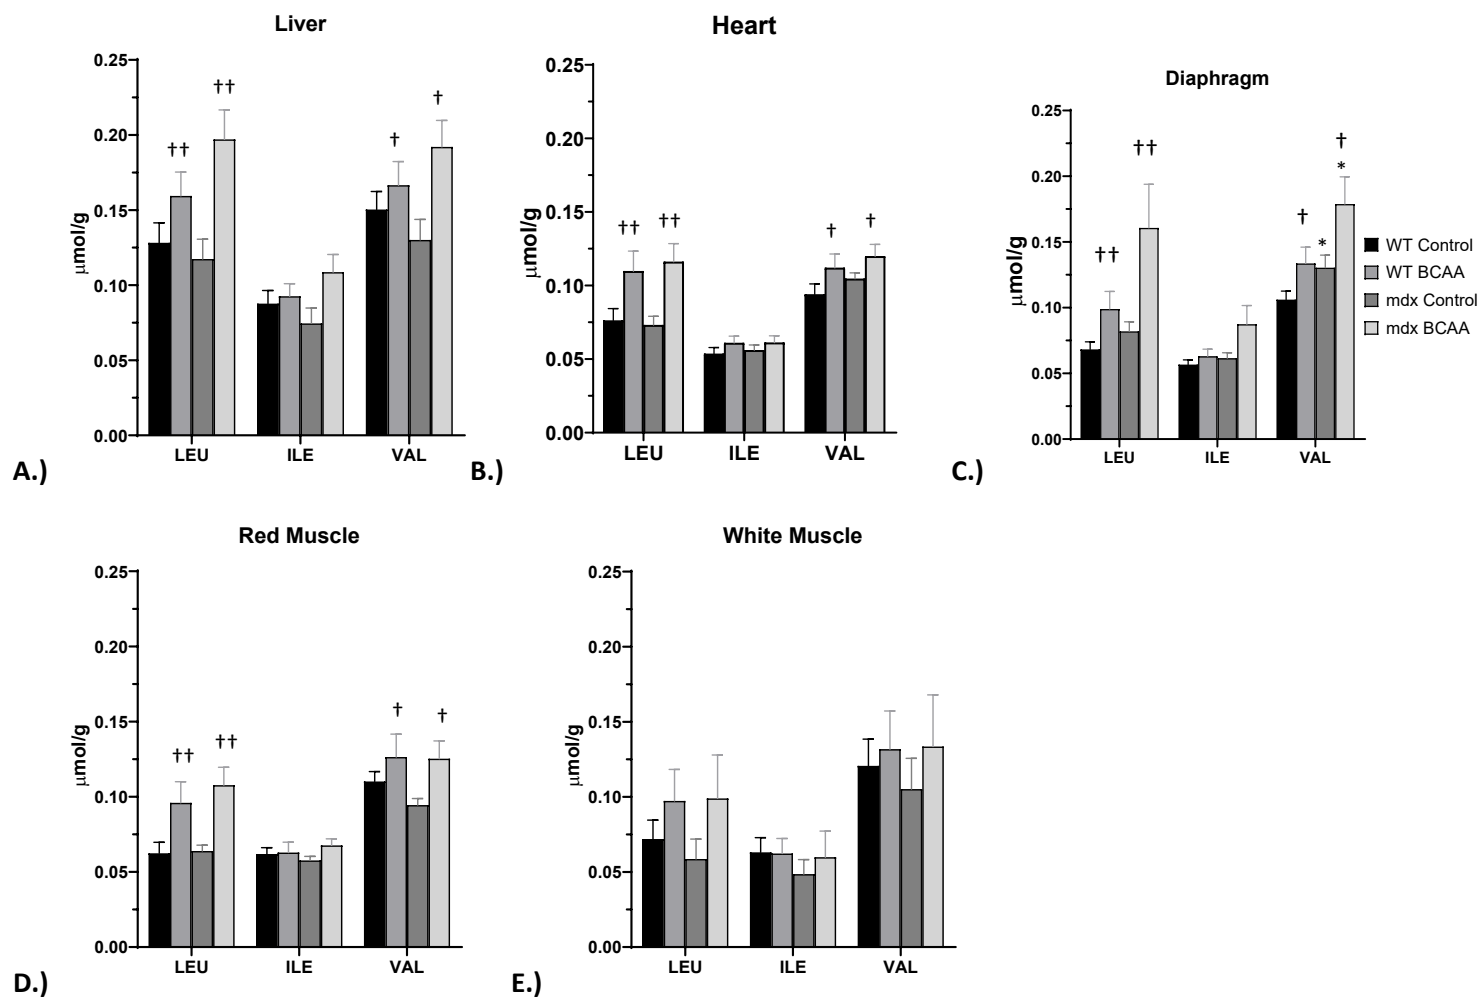 Liver
0.25
0.20
0.15
0.10
0.05
0.00
μmol/g
††
††
†
†
LEU ILE VAL
A.)
Heart
0.25
0.20
0.15
0.10
0.05
0.00
μmol/g
††
††
†
†
LEU ILE VAL
B.)
Diaphragm
0.25
0.20
0.15
0.10
0.05
0.00
μmol/g
††
††
†
*
†
*
LEU ILE VAL
C.)
WT Control
WT BCAA
mdx Control
mdx BCAA
Red Muscle
0.25
0.20
0.15
0.10
0.05
0.00
μmol/g
††
††
†
†
LEU ILE VAL
D.)
White Muscle
0.25
0.20
0.15
0.10
0.05
0.00
μmol/g
LEU ILE VAL
E.)